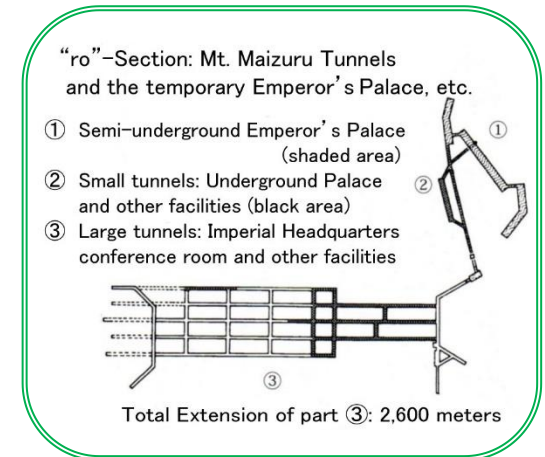 “ro”-Section: Mt. Maizuru Tunnels
and the temporary Emperor’s Palace, etc.
① Semi-underground Emperor’s Palace
(shaded area)
② Small tunnels: Underground Palace
and other facilities (black area)
③ Large tunnels: Imperial Headquarters
conference room and other facilities
①
②
③
Total Extension of part ③: 2,600 meters